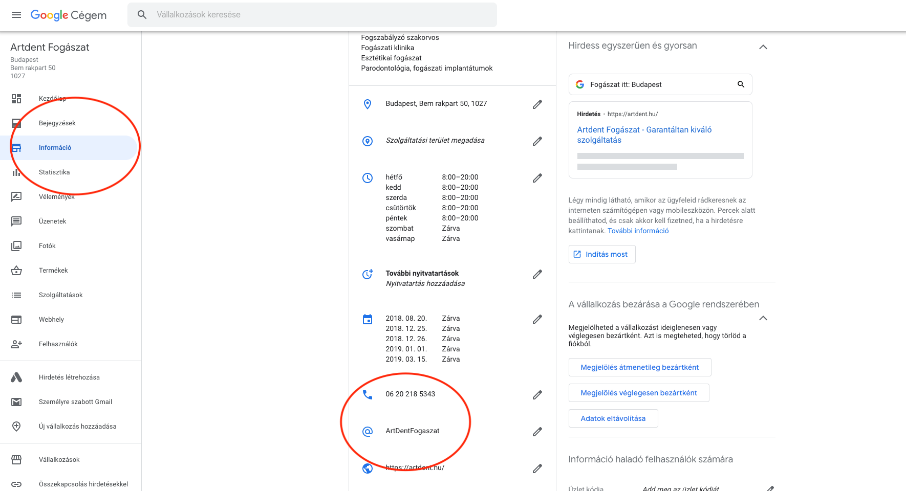 Google Cégem
Vállalkozások keresése
Artdent Fogászat
Budapest
Bem rakpart 50
1027
Kezdőlap
Bejegyzések
Információ
Statisztika
Vélemények
Üzenetek
Fotók
Termékek
Szolgáltatások
Webhely
Felhasználók
Hirdetés létrehozása
Személyre szabott Gmail
Új vállalkozás hozzáadása
Vállalkozások
Összekapcsolás hirdetésekkel
Fogszabályzó szakorvos
Fogászati klinika
Esztétikai fogászat
Parodontológia, fogászati implantátumok
Budapest, Bem rakpart 50, 1027
Szolgáltatási terület megadása
hétfő 8:00–20:00
kedd 8:00–20:00
szerda 8:00–20:00
csütörtök 8:00–20:00
péntek 8:00–20:00
szombat Zárva
vasárnap Zárva
További nyitvatartások
Nyitvatartás hozzáadása
2018. 08. 20. Zárva
2018. 12. 25. Zárva
2018. 12. 26. Zárva
2019. 01. 01. Zárva
2019. 03. 15. Zárva
06 20 218 5343
ArtDentFogaszat
https://artdent.hu/
Hirdess egyszerűen és gyorsan
Fogászat itt: Budapest
Hirdetés • https://artdent.hu/
Artdent Fogászat - Garantáltan kiváló
szolgáltatás
Légy mindig látható, amikor az ügyfeleid rádkeresnek az
interneten számítógépen vagy mobileszközön. Percek alatt
beállíthatod, és csak akkor kell fizetned, ha a hirdetésre
kattintanak. További információ
Indítás most
A vállalkozás bezárása a Google rendszerében
Megjelölheted a vállalkozást ideiglenesen vagy
véglegesen bezártként. Azt is megteheted, hogy törlöd a
fiókból.
Megjelölés átmenetileg bezártként
Megjelölés véglegesen bezártként
Adatok eltávolítása
Információ haladó felhasználók számára
Üzlet kódja Add meg az üzlet kódját